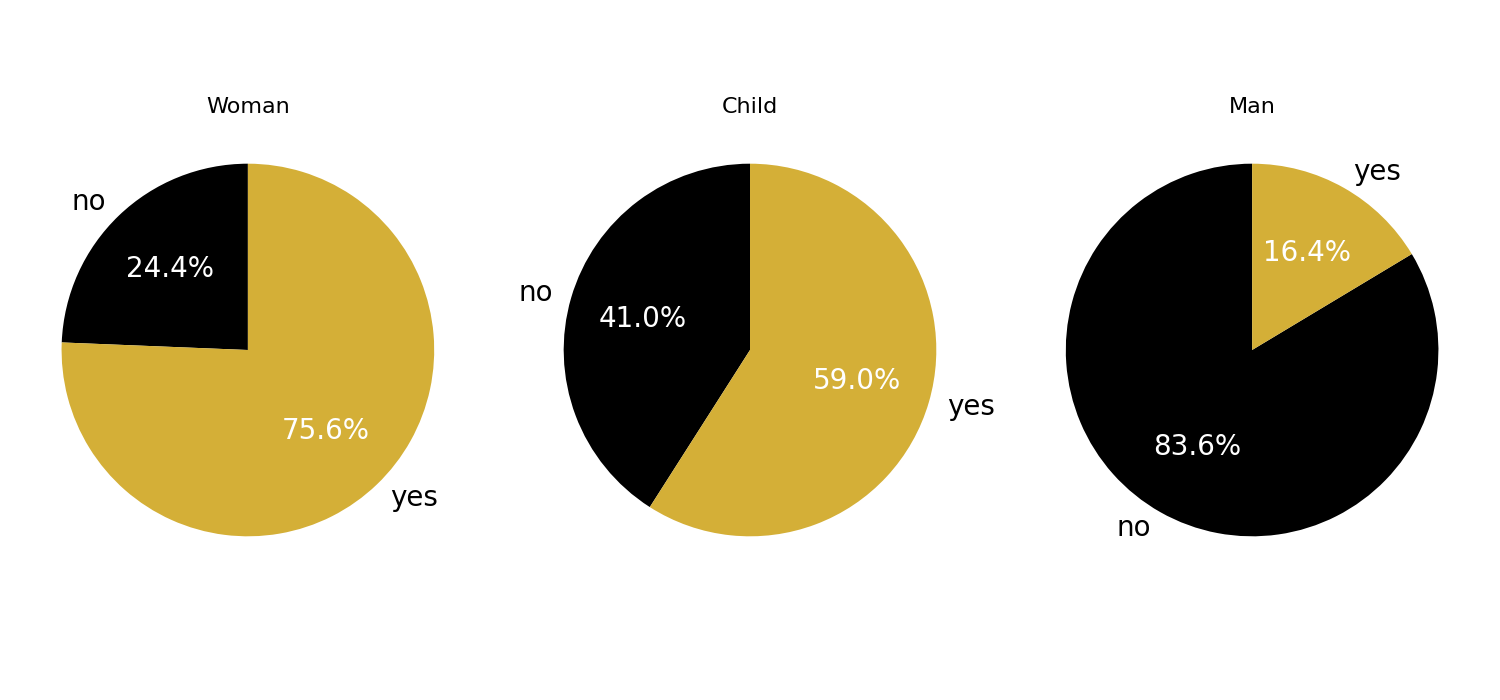 Woman
Child
Man
no
24.4%
75.6%
yes
no
41.0%
59.0%
yes
yes
16.4%
83.6%
no